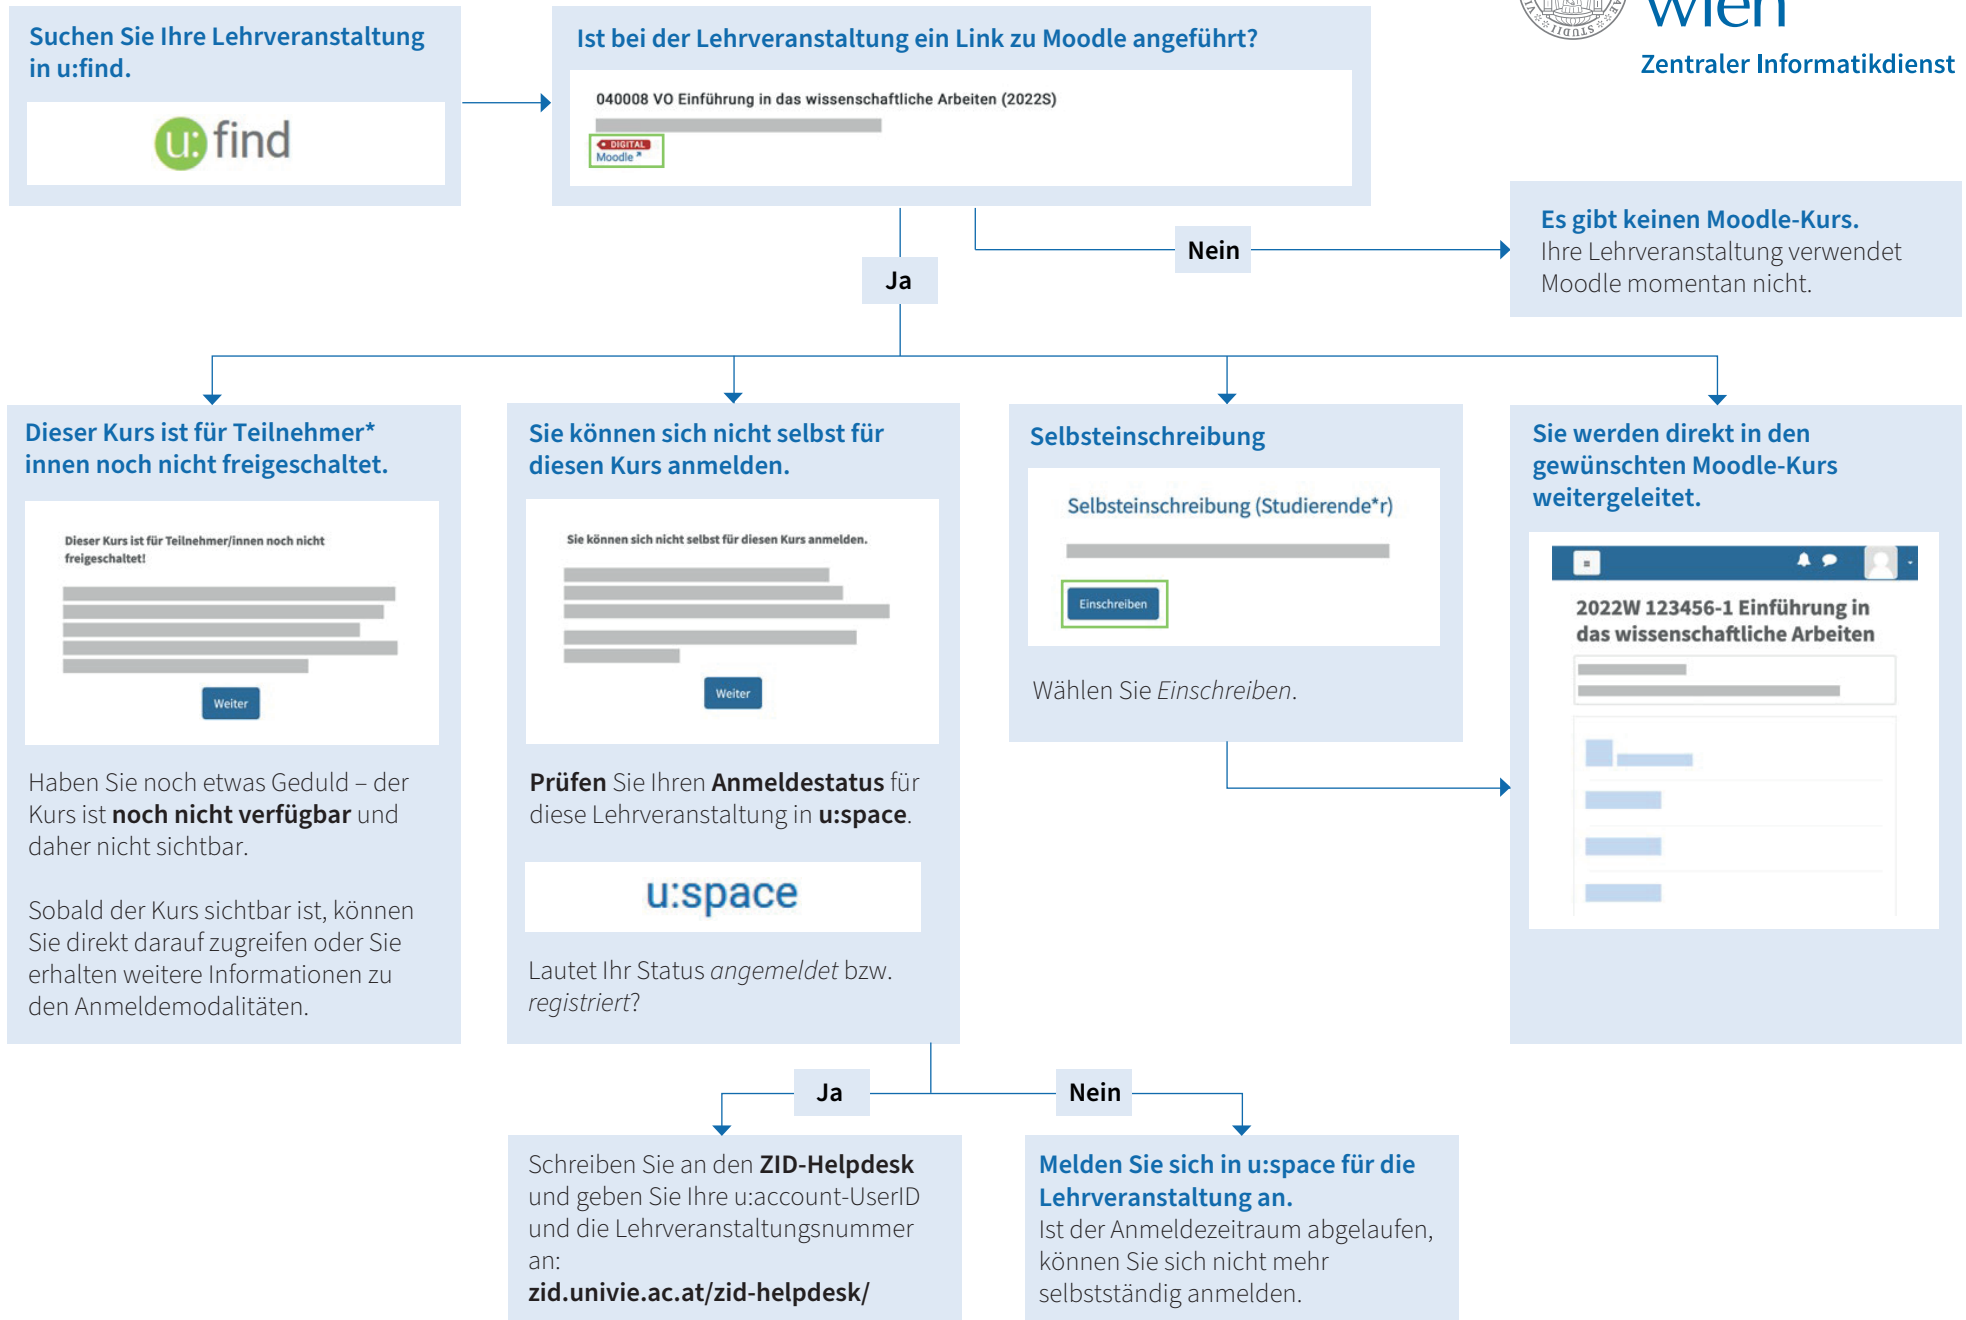 wien
Zentraler Informatikdienst
Suchen Sie Ihre Lehrveranstaltung
in u:find.
u:find
Ist bei der Lehrveranstaltung ein Link zu Moodle angeführt?
040008 VO Einführung in das wissenschaftliche Arbeiten (2022S)
DIGITAL
Moodle
Nein
Es gibt keinen Moodle-Kurs.
Ihre Lehrveranstaltung verwendet
Moodle momentan nicht.
Ja
Dieser Kurs ist für Teilnehmer*
innen noch nicht freigeschaltet.
Dieser Kurs ist für Teilnehmer/innen noch nicht
freigeschaltet!
Weiter
Haben Sie noch etwas Geduld – der
Kurs ist noch nicht verfügbar und
daher nicht sichtbar.
Sobald der Kurs sichtbar ist, können
Sie direkt darauf zugreifen oder Sie
erhalten weitere Informationen zu
den Anmeldemodalitäten.
Sie können sich nicht selbst für
diesen Kurs anmelden.
Sie können sich nicht selbst für diesen Kurs anmelden.
Weiter
Prüfen Sie Ihren Anmeldestatus für
diese Lehrveranstaltung in u:space.
u:space
Lautet Ihr Status angemeldet bzw.
registriert?
Selbsteinschreibung
Selbsteinschreibung (Studierende*r)
Einschreiben
Wählen Sie Einschreiben.
Sie werden direkt in den
gewünschten Moodle-Kurs
weitergeleitet.
2022W 123456-1 Einführung in
das wissenschaftliche Arbeiten
Ja
Nein
Schreiben Sie an den ZID-Helpdesk
und geben Sie Ihre u:account-UserID
und die Lehrveranstaltungsnummer
an:
zid.univie.ac.at/zid-helpdesk/
Melden Sie sich in u:space für die
Lehrveranstaltung an.
Ist der Anmeldezeitraum abgelaufen,
können Sie sich nicht mehr
selbstständig anmelden.